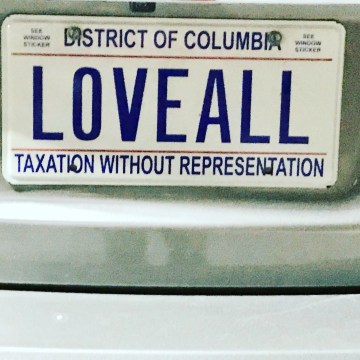 SEE
WINDOW
STICKER
DISTRICT OF COLUMBIA
SEE
WINDOW
STICKER
LOVEALL
TAXATION WITHOUT REPRESENTATION